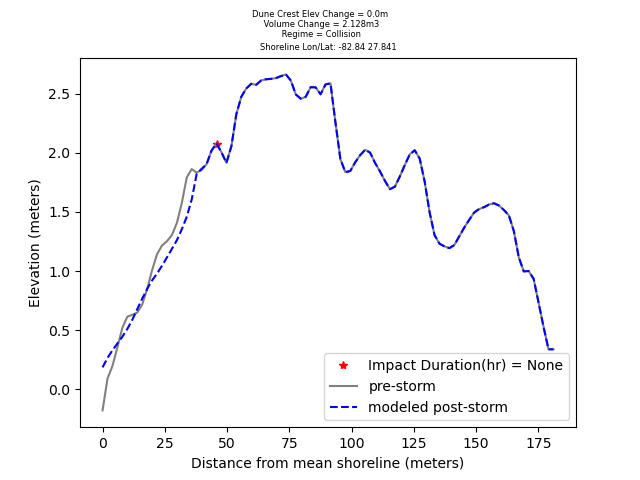 Dune Crest Elev Change = 0.0m
Volume Change = 2.128m3
Regime = Collision
Shoreline Lon/Lat: -82.84 27.841
2.5
2.0
1.5
1.0
0.5
0.0
Elevation (meters)
Impact Duration(hr) = None
pre-storm
modeled post-storm
0 25 50 75 100 125 150 175
Distance from mean shoreline (meters)